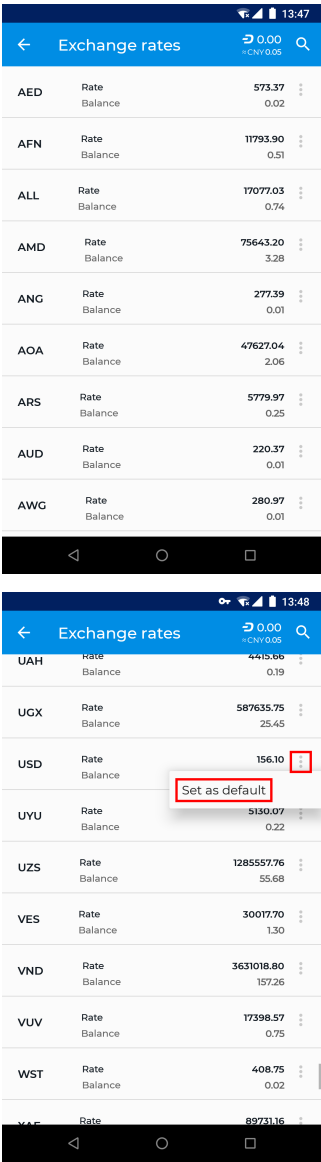 13:47
Exchange rates
0.00
≈CNY 0.05
AED Rate 573.37
Balance 0.02
AFN Rate 11793.90
Balance 0.51
ALL Rate 17077.03
Balance 0.74
AMD Rate 75643.20
Balance 3.28
ANG Rate 277.39
Balance 0.01
AOA Rate 47627.04
Balance 2.06
ARS Rate 5779.97
Balance 0.25
AUD Rate 220.37
Balance 0.01
AWG Rate 280.97
Balance 0.01
13:48
Exchange rates
0.00
≈CNY 0.05
UAH Rate 4415.66
Balance 0.19
UGX Rate 587635.75
Balance 25.45
USD Rate 156.10
Balance
Set as default
UYU Rate 5130.07
Balance 0.22
UZS Rate 1285557.76
Balance 55.68
VES Rate 30017.70
Balance 1.30
VND Rate 3631018.80
Balance 157.26
VUV Rate 17398.57
Balance 0.75
WST Rate 408.75
Balance 0.02
XAF Rate 89731.16